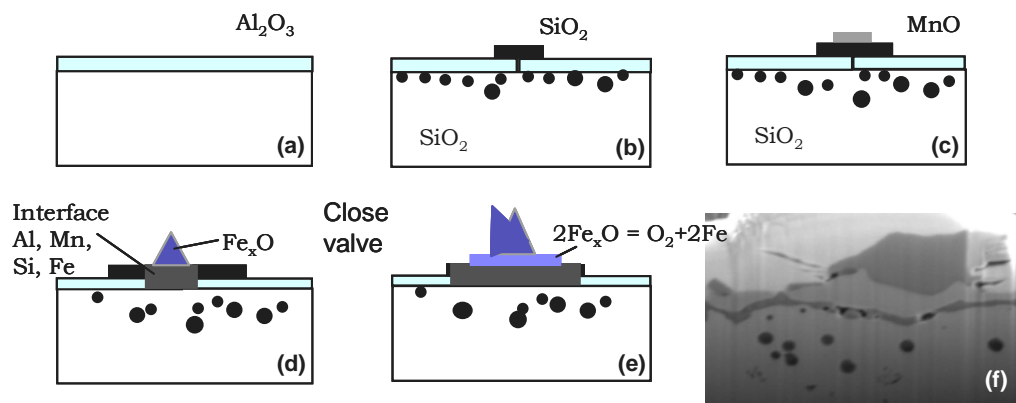 Al₂O₃
(a)
SiO₂
SiO₂
(b)
MnO
SiO₂
(c)
Interface
Al, Mn,
Si, Fe
FeₓO
(d)
Close
valve
2FeₓO = O₂+2Fe
(e)
(f)